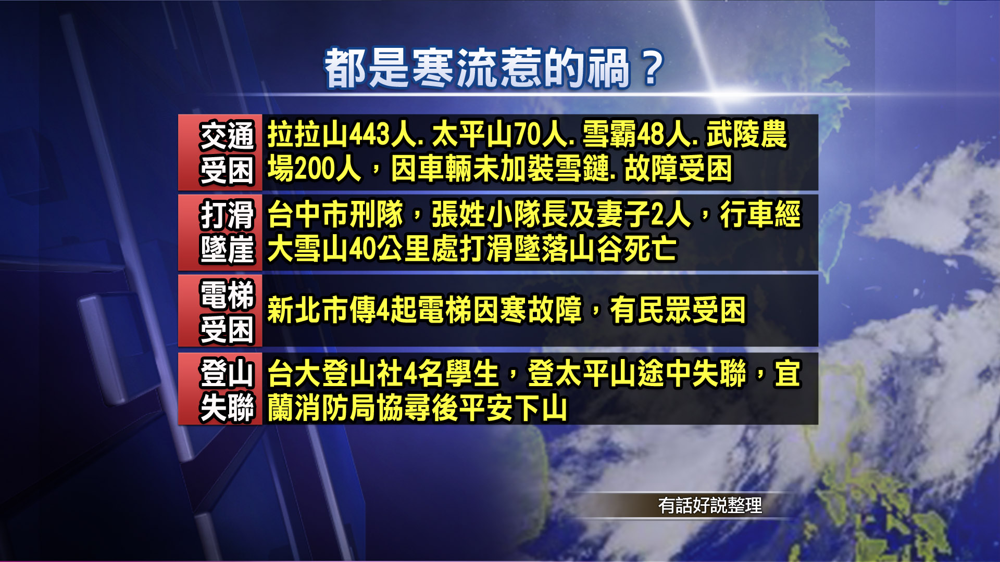 都是寒流惹的禍？
交通受困
拉拉山443人.太平山70人.雪霸48人.武陵農
場200人，因車輛未加裝雪鏈.故障受困
打滑墜崖
台中市刑隊，張姓小隊長及妻子2人，行車經
大雪山40公里處打滑墜落山谷死亡
電梯受困
新北市傳4起電梯因寒故障，有民眾受困
登山失聯
台大登山社4名學生，登太平山途中失聯，宜
蘭消防局協尋後平安下山
有話好說整理